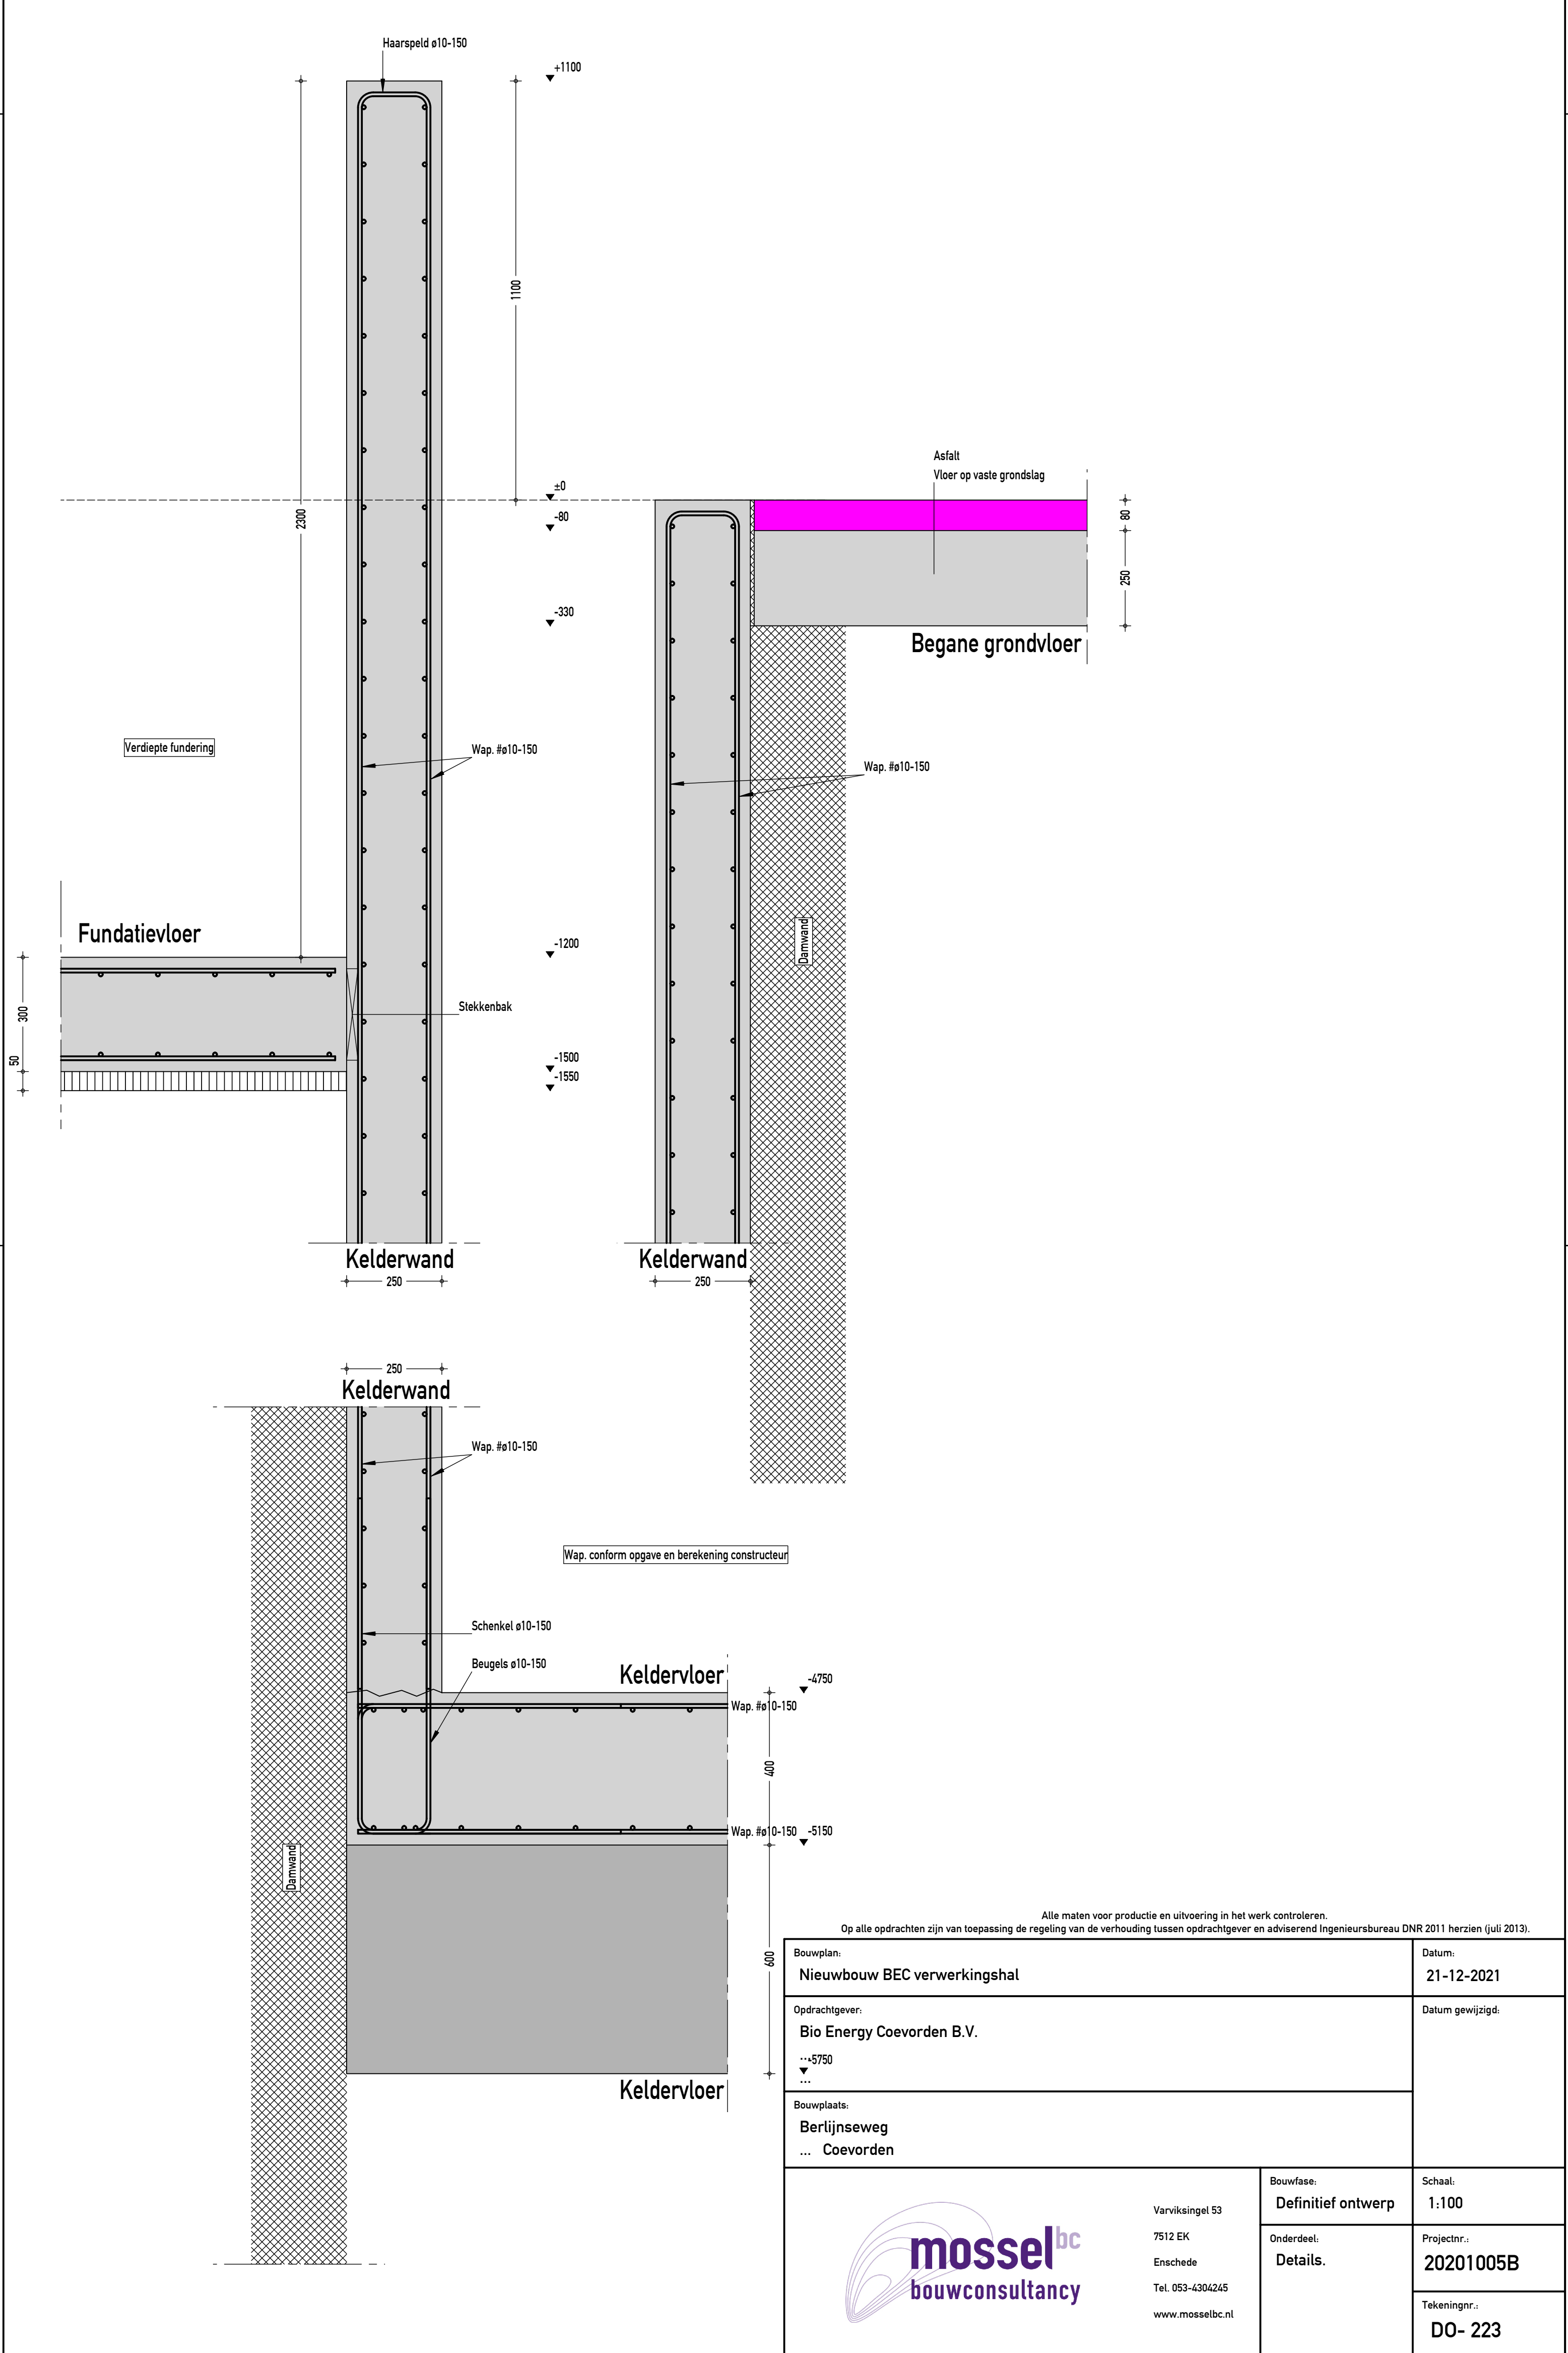 Haarspeld ø10-150
+1100
1100
2300
±0
-80
-330
Asfalt
Vloer op vaste grondslag
80
250
Begane grondvloer
Verdiepte fundering
Wap. #ø10-150
Wap. #ø10-150
Damwand
Fundatievloer
-1200
300
50
Stekkenbak
-1500
-1550
Kelderwand
250
Kelderwand
250
250
Kelderwand
Wap. #ø10-150
Wap. conform opgave en berekening constructeur
Schenkel ø10-150
Beugels ø10-150
Keldervloer
-4750
Wap. #ø10-150
400
Wap. #ø10-150
-5150
Damwand
600
Keldervloer
Alle maten voor productie en uitvoering in het werk controleren.
Op alle opdrachten zijn van toepassing de regeling van de verhouding tussen opdrachtgever en adviserend Ingenieursbureau DNR 2011 herzien (juli 2013).
Bouwplan:
Nieuwbouw BEC verwerkingshal
Datum:
21-12-2021
Opdrachtgever:
Bio Energy Coevorden B.V.
...
-5750
...
Datum gewijzigd:
Bouwplaats:
Berlijnseweg
... Coevorden
mossel bc
bouwconsultancy
Varviksingel 53
7512 EK
Enschede
Tel. 053-4304245
www.mosselbc.nl
Bouwfase:
Definitief ontwerp
Schaal:
1:100
Onderdeel:
Details.
Projectnr.:
20201005B
Tekeningnr.:
DO- 223